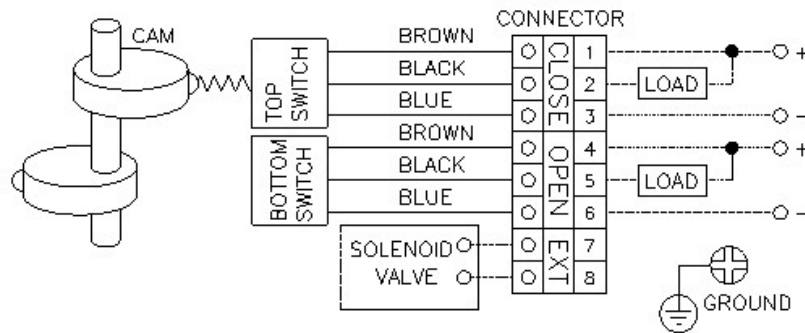 CONNECTOR
CAM
TOP SWITCH
BOTTOM SWITCH
BROWN
BLACK
BLUE
BROWN
BLACK
BLUE
CLOSE
OPEN
EXT
1
2
3
4
5
6
7
8
LOAD
LOAD
+
-
+
-
SOLENOID
VALVE
GROUND